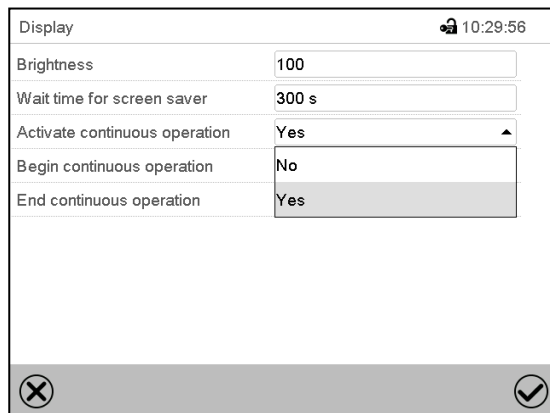 Display 10:29:56
Brightness 100
Wait time for screen saver 300 s
Activate continuous operation Yes
Begin continuous operation No
End continuous operation Yes